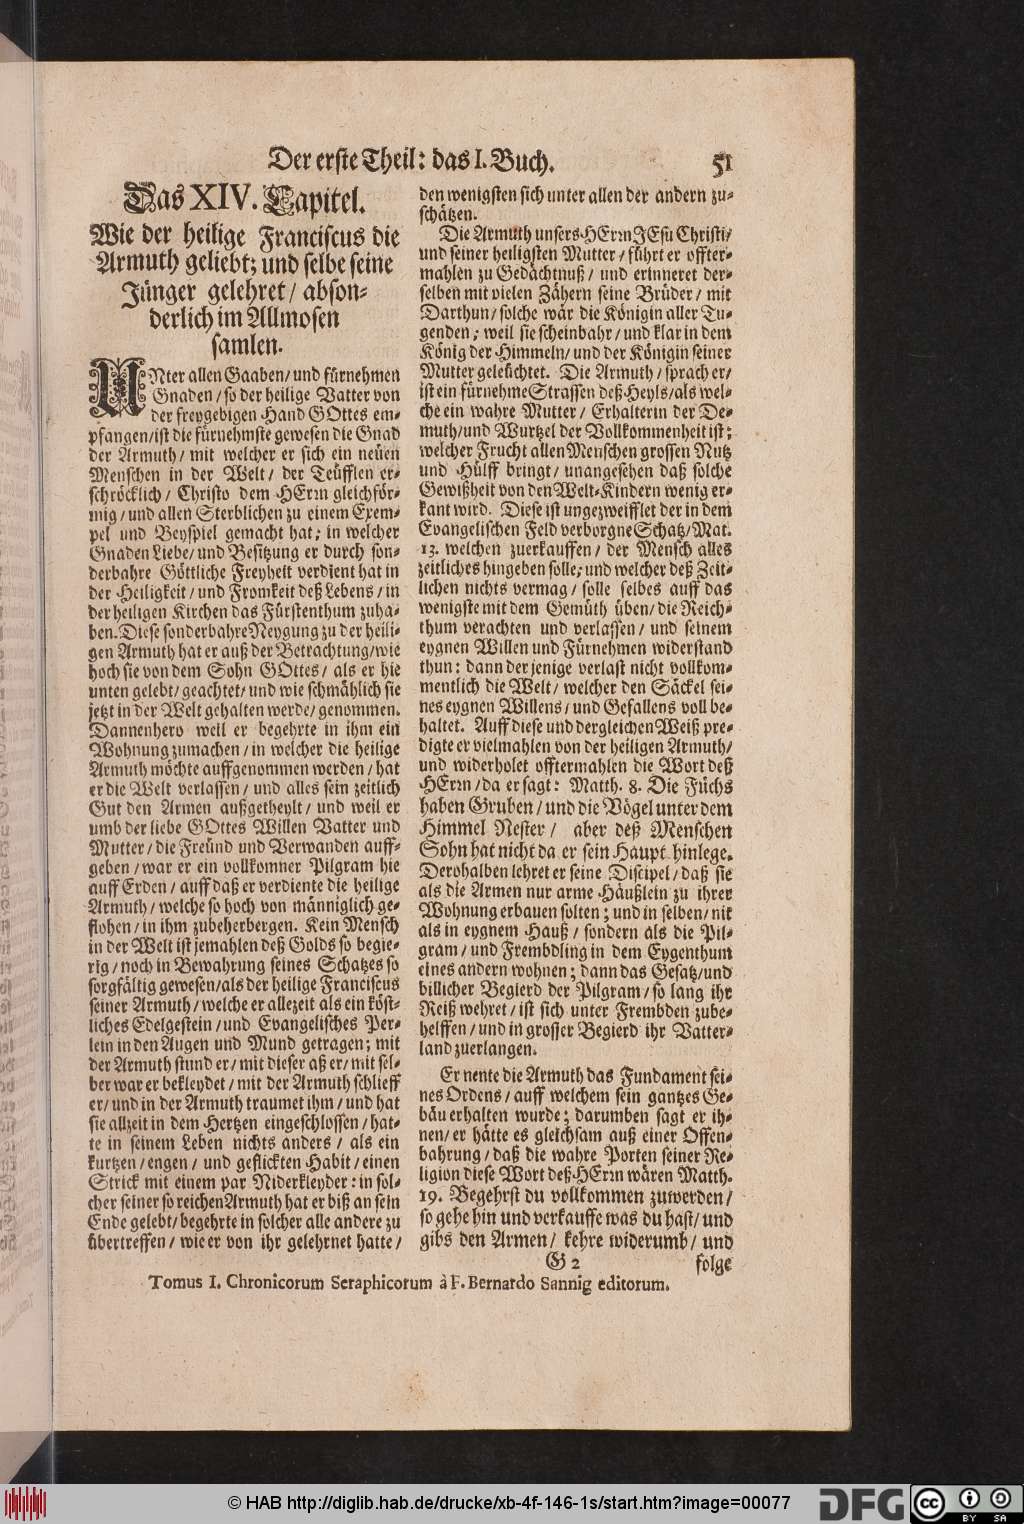 Der erste Theil: das I. Buch. 51
Das XIV. Capitel.
Wie der heilige Franciscus die
Armuth geliebt; und selbe seine
Jünger gelehret / abson-
derlich im Allmosen
samlen.
UNter allen Gaaben / und fürnehmen
Gnaden / so der heilige Vatter von
der freygebigen Hand GOttes em-
pfangen / ist die fürnehmste gewesen die Gnad
der Armuth / mit welcher er sich ein neüen
Menschen in der Welt / der Teüfflen er-
schröcklich / Christo dem HErrn gleichför-
mig / und allen Sterblichen zu einem Exem-
pel und Beyspiel gemacht hat; in welcher
Gnaden Liebe / und Besitzung er durch son-
derbahre Göttliche Freyheit verdient hat in
der Heiligkeit / und Fromkeit deß Lebens / in
der heiligen Kirchen das Fürstenthum zuha-
ben. Diese sonderbahre Neygung zu der heili-
gen Armuth hat er auß der Betrachtung / wie
hoch sie von dem Sohn GOttes / als er hie
unten gelebt / geachtet / und wie schmählich sie
jetzt in der Welt gehalten werde / genommen.
Dannenhero weil er begehrte in ihm ein
Wohnung zumachen / in welcher die heilige
Armuth möchte auffgenommen werden / hat
er die Welt verlassen / und alles sein zeitlich
Gut den Armen außgetheylt / und weil er
umb der liebe GOttes Willen Vatter und
Mutter / die Freünd und Verwanden auff-
geben / war er ein vollkomner Pilgram hie
auff Erden / auff daß er verdiente die heilige
Armuth / welche so hoch von männiglich ge-
flohen / in ihm zubeherbergen. Kein Mensch
in der Welt ist jemahlen deß Golds so begie-
rig / noch in Bewahrung seines Schatzes so
sorgfältig gewesen / als der heilige Franciscus
seiner Armuth / welche er allezeit als ein köst-
liches Edelgestein / und Evangelisches Per-
lein in den Augen und Mund getragen; mit
der Armuth stund er / mit dieser aß er / mit sel-
ber war er bekleydet / mit der Armuth schlieff
er / und in der Armuth traumet ihm / und hat
sie allzeit in dem Hertzen eingeschlossen / hat-
te in seinem Leben nichts anders / als ein
kurtzen / engen / und geflickten Habit / einen
Strick mit einem par Niderkleyder: in sol-
cher seiner so reichen Armuth hat er biß an sein
Ende gelebt / begehrte in solcher alle andere zu
übertreffen / wie er von ihr gelehrnet hatte /
den wenigsten sich unter allen der andern zu-
schätzen.
Die Armuth unsers HErrn JEsu Christi /
und seiner heiligsten Mutter / führt er offter-
mahlen zu Gedächtnuß / und erinneret der-
selben mit vielen Zähern seine Brüder / mit
Darthun / solche wär die Königin aller Tu-
genden; weil sie scheinbahr / und klar in dem
König der Himmeln / und der Königin seiner
Mutter geleüchtet. Die Armuth / sprach er /
ist ein fürnehme Strassen deß Heyls / als wel-
che ein wahre Mutter / Erhalterin der De-
muth / und Wurtzel der Vollkommenheit ist;
welcher Frucht allen Menschen grossen Nutz
und Hülff bringt / unangesehen daß solche
Gewißheit von den Welt-Kindern wenig er-
kant wird. Diese ist ungezweifflet der in dem
Evangelischen Feld verborgne Schatz / Mat.
13. welchen zuerkauffen / der Mensch alles
zeitliches hingeben solle; und welcher deß Zeit-
lichen nichts vermag / solle selbes auff das
wenigste mit dem Gemüth üben / die Reich-
thum verachten und verlassen / und seinem
eygnen Willen und Fürnehmen widerstand
thun: dann der jenige verlast nicht vollkom-
mentlich die Welt / welcher den Säckel sei-
nes eygnen Willens / und Gefallens voll be-
haltet. Auff diese und dergleichen Weiß pre-
digte er vielmahlen von der heiligen Armuth /
und widerholet offtermahlen die Wort deß
HErrn / da er sagt: Matth. 8. Die Füchs
haben Gruben / und die Vögel unter dem
Himmel Nester / aber deß Menschen
Sohn hat nicht da er sein Haupt hinlege.
Derohalben lehret er seine Discipel / daß sie
als die Armen nur arme Häußlein zu ihrer
Wohnung erbauen solten; und in selben / nit
als in eygnem Hauß / sondern als die Pil-
gram / und Frembdling in dem Eygenthum
eines andern wohnen; dann das Gesatz / und
billicher Begierd der Pilgram / so lang ihr
Reiß wehret / ist sich unter Frembden zube-
helffen / und in grosser Begierd ihr Vatter-
land zuerlangen.
Er nente die Armuth das Fundament sei-
nes Ordens / auff welchem sein gantzes Ge-
bäu erhalten wurde; darumben sagt er ih-
nen / er hätte es gleichsam auß einer Offen-
bahrung / daß die wahre Porten seiner Re-
ligion diese Wort deß HErrn wären Matth.
19. Begehrst du vollkommen zuwerden /
so gehe hin und verkauffe was du hast / und
gibs den Armen / kehre widerumb / und
G 2 folge
Tomus I. Chronicorum Seraphicorum à F. Bernardo Sannig editorum.
© HAB http://diglib.hab.de/drucke/xb-4f-146-1s/start.htm?image=00077
DFG
cc BY SA